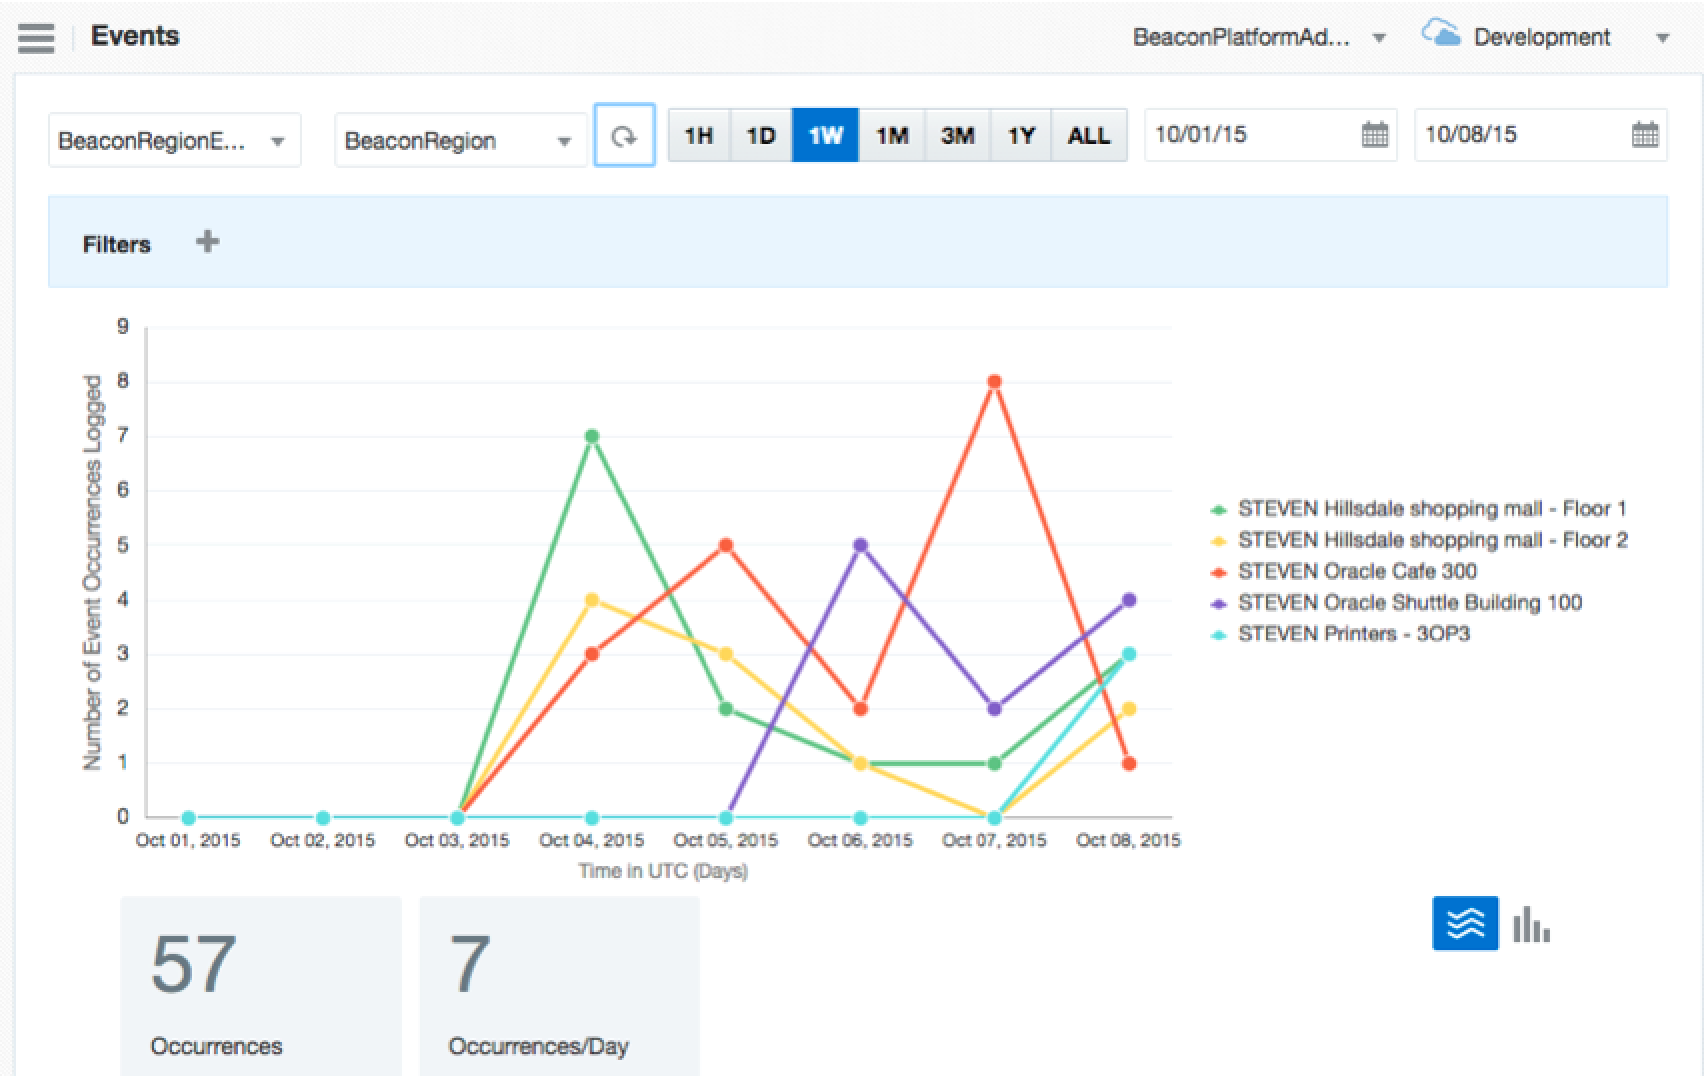 Events
BeaconPlatformAd...
Development
BeaconRegionE...
BeaconRegion
1H 1D 1W 1M 3M 1Y ALL
10/01/15
10/08/15
Filters
9
8
7
6
5
4
3
2
1
0
Number of Event Occurrences Logged
Oct 01, 2015 Oct 02, 2015 Oct 03, 2015 Oct 04, 2015 Oct 05, 2015 Oct 06, 2015 Oct 07, 2015 Oct 08, 2015
Time in UTC (Days)
STEVEN Hillsdale shopping mall - Floor 1
STEVEN Hillsdale shopping mall - Floor 2
STEVEN Oracle Cafe 300
STEVEN Oracle Shuttle Building 100
STEVEN Printers - 3OP3
57
Occurrences
7
Occurrences/Day